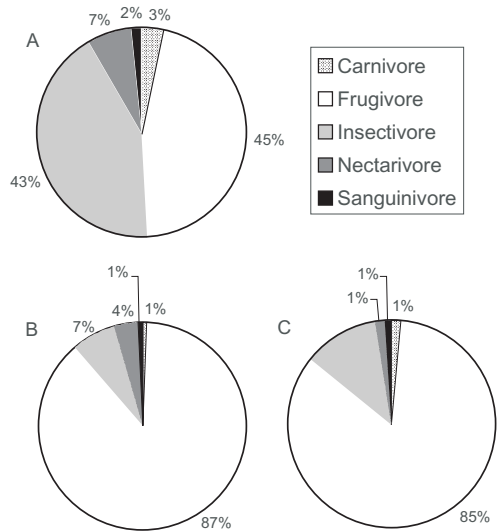 A
7%
2%
3%
45%
43%
Carnivore
Frugivore
Insectivore
Nectarivore
Sanguinivore
B
7%
4%
1%
1%
87%
C
1%
1%
1%
85%